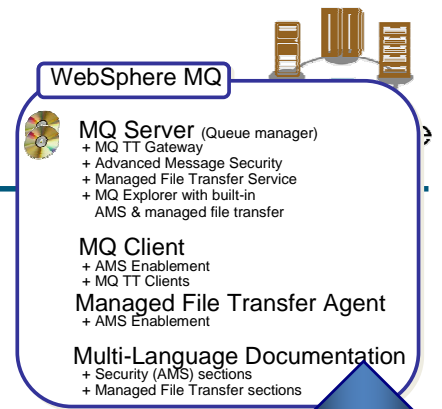 WebSphere MQ
MQ Server (Queue manager)
+ MQ TT Gateway
+ Advanced Message Security
+ Managed File Transfer Service
+ MQ Explorer with built-in
AMS & managed file transfer
MQ Client
+ AMS Enablement
+ MQ TT Clients
Managed File Transfer Agent
+ AMS Enablement
Multi-Language Documentation
+ Security (AMS) sections
+ Managed File Transfer sections